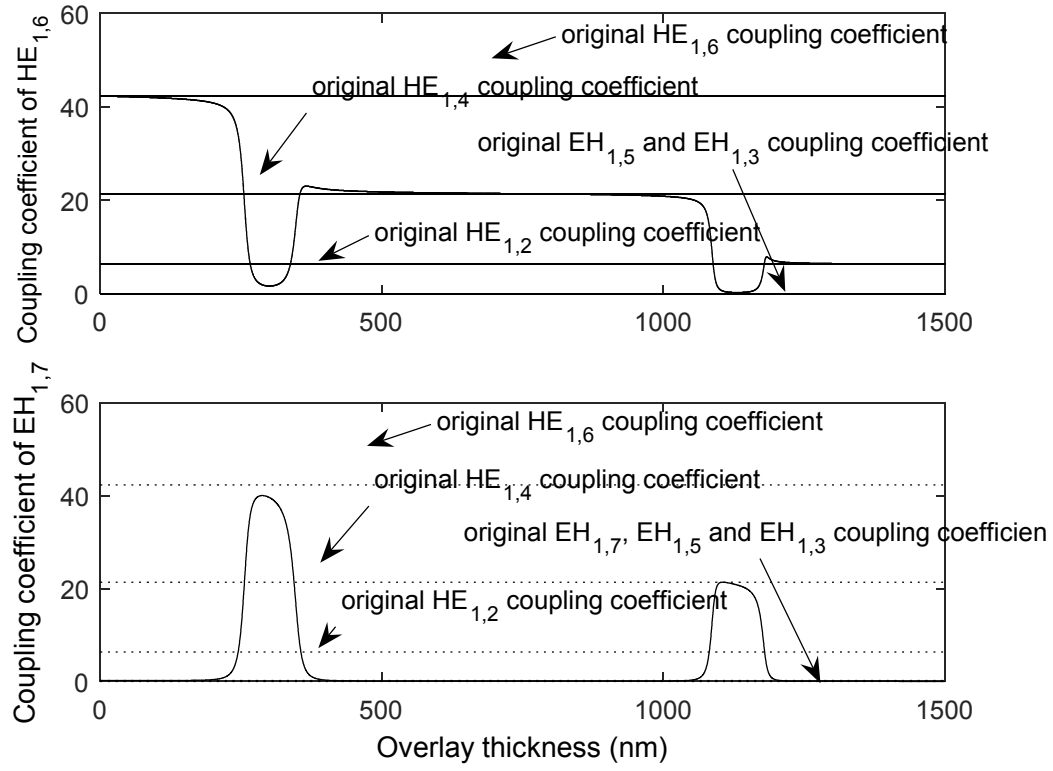 60
original HE1,6 coupling coefficient
original HE1,4 coupling coefficient
40
original EH1,5 and EH1,3 coupling coefficient
20
original HE1,2 coupling coefficient
0
0 500 1000 1500
Coupling coefficient of HE1,6
60
original HE1,6 coupling coefficient
original HE1,4 coupling coefficient
40
original EH1,7, EH1,5 and EH1,3 coupling coefficien
20
original HE1,2 coupling coefficient
0
0 500 1000 1500
Coupling coefficient of EH1,7
Overlay thickness (nm)